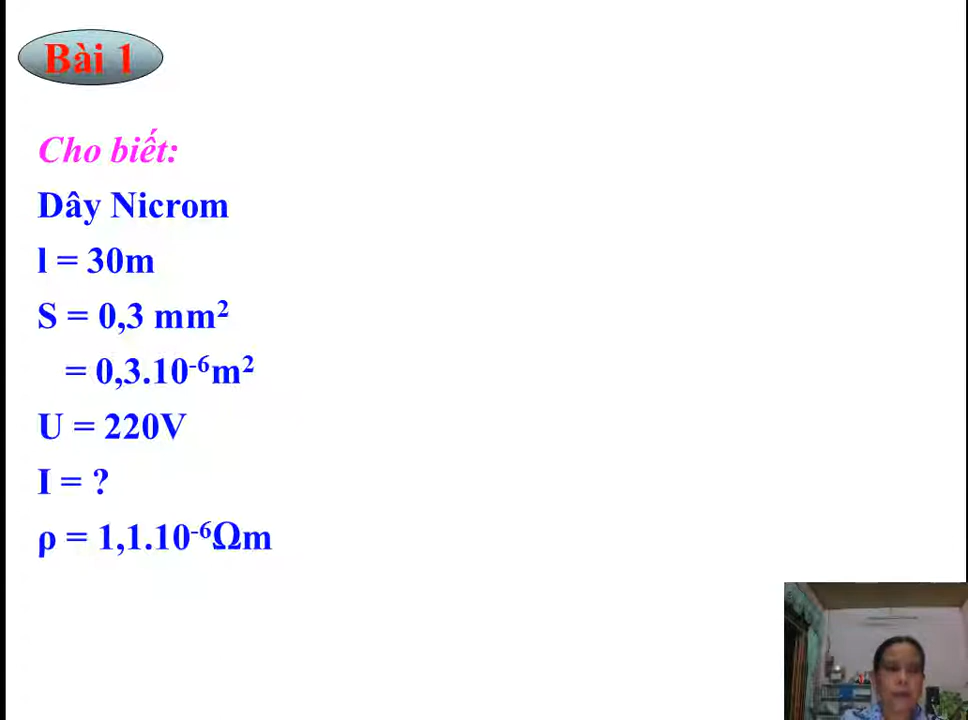 Bài 1
Cho biết:
Dây Nicrom
l = 30m
S = 0,3 mm²
= 0,3.10⁻⁶m²
U = 220V
I = ?
ρ = 1,1.10⁻⁶Ωm